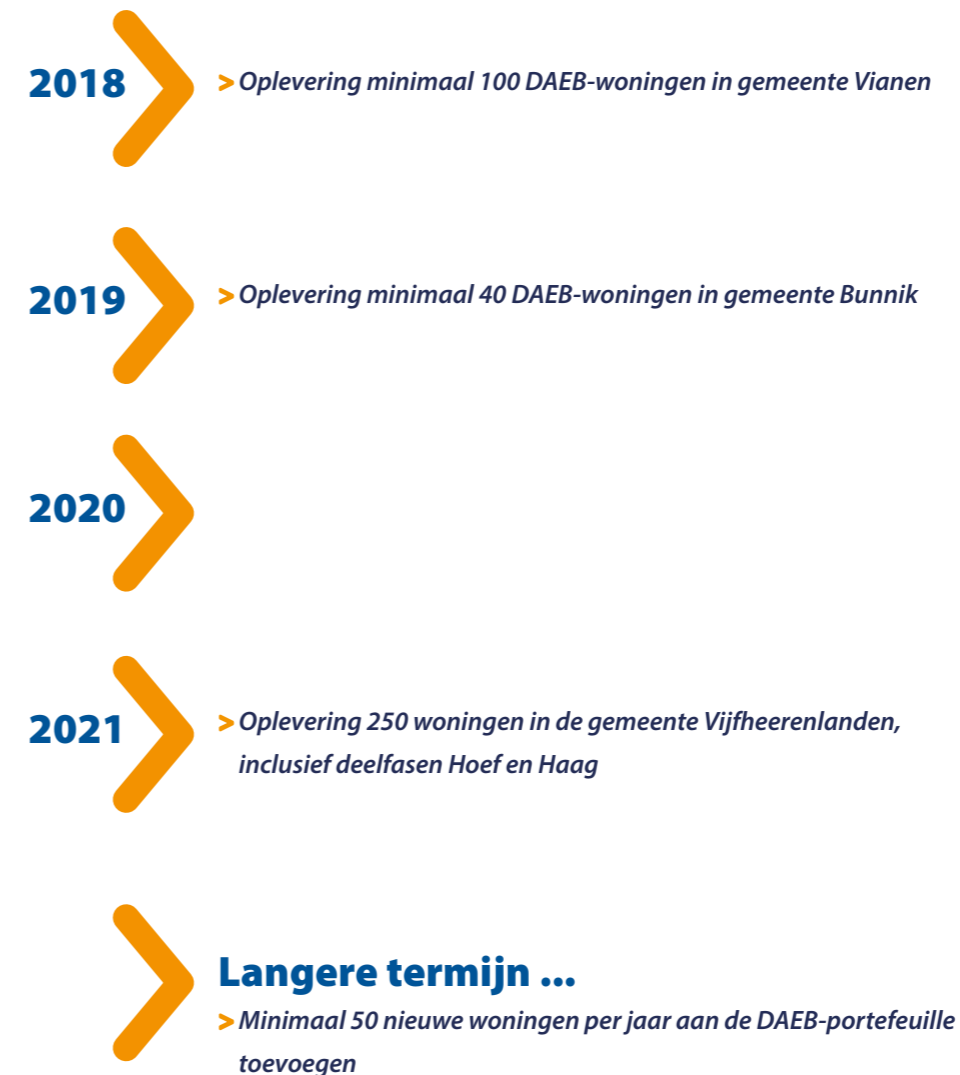 2018
> Oplevering minimaal 100 DAEB-woningen in gemeente Vianen
2019
> Oplevering minimaal 40 DAEB-woningen in gemeente Bunnik
2020
2021
> Oplevering 250 woningen in de gemeente Vijfheerenlanden,
inclusief deelfasen Hoef en Haag
Langere termijn ...
> Minimaal 50 nieuwe woningen per jaar aan de DAEB-portefeuille
toevoegen